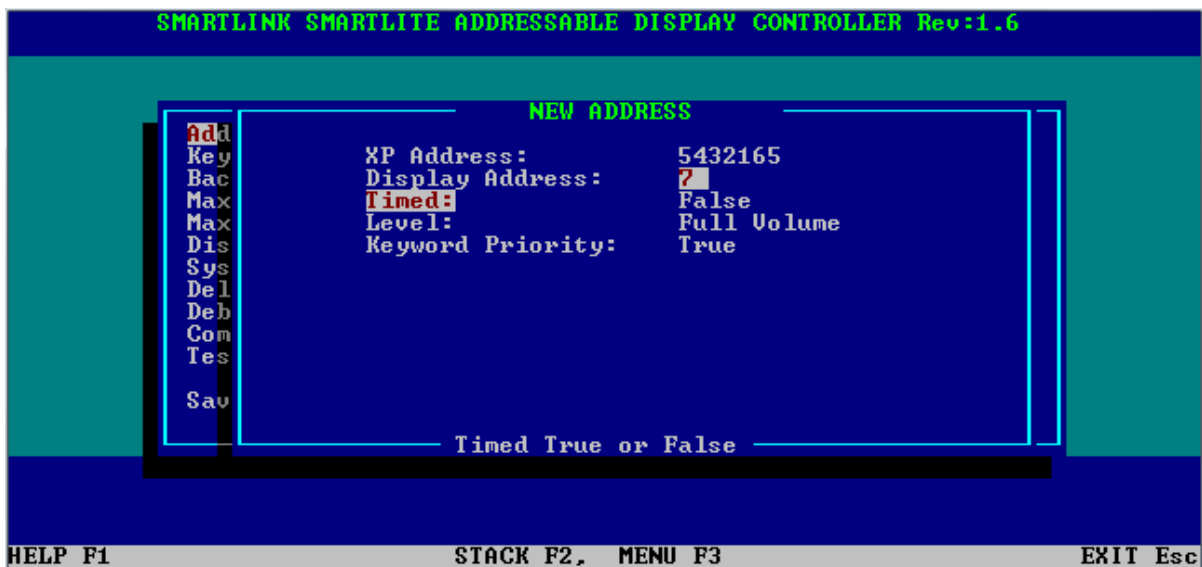 SMARTLINK SMARTLITE ADDRESSABLE DISPLAY CONTROLLER Rev:1.6
NEW ADDRESS
Add
Key
Bac
Max
Max
Dis
Sys
Del
Deb
Com
Tes
Sav
XP Address: 5432165
Display Address: 7
Timed: False
Level: Full Volume
Keyword Priority: True
Timed True or False
HELP F1 STACK F2, MENU F3 EXIT Esc